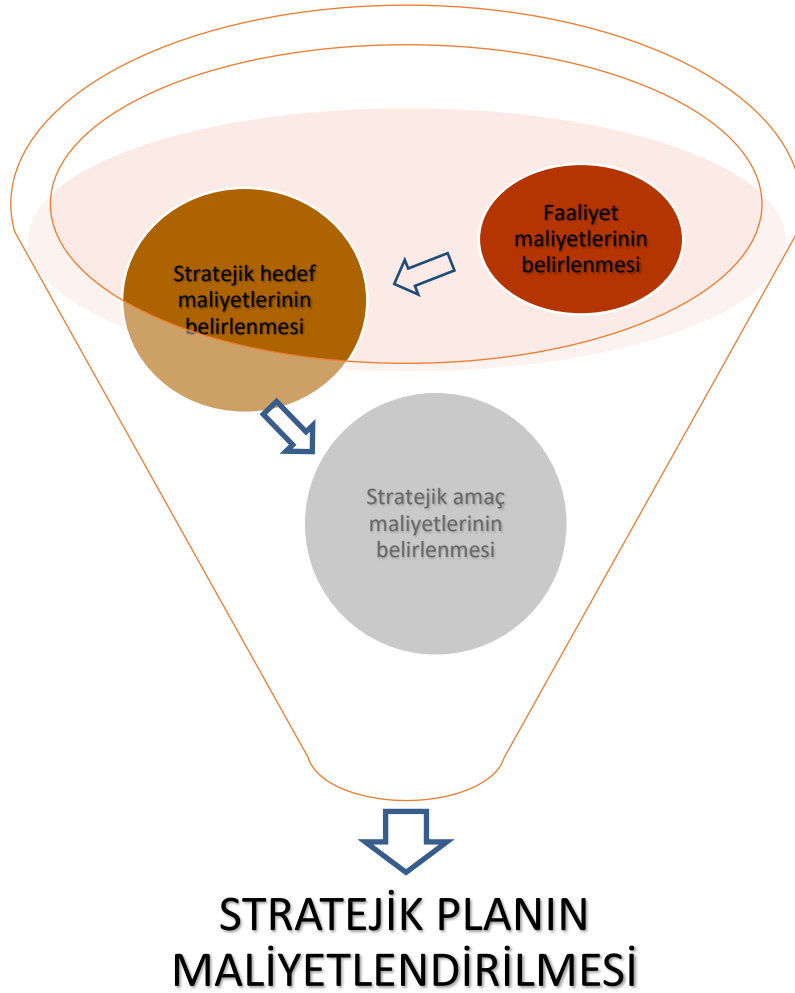 Faaliyet
maliyetlerinin
belirlenmesi
Stratejik hedef
maliyetlerinin
belirlenmesi
Stratejik amaç
maliyetlerinin
belirlenmesi
STRATEJİK PLANIN
MALİYETLENDİRİLMESİ